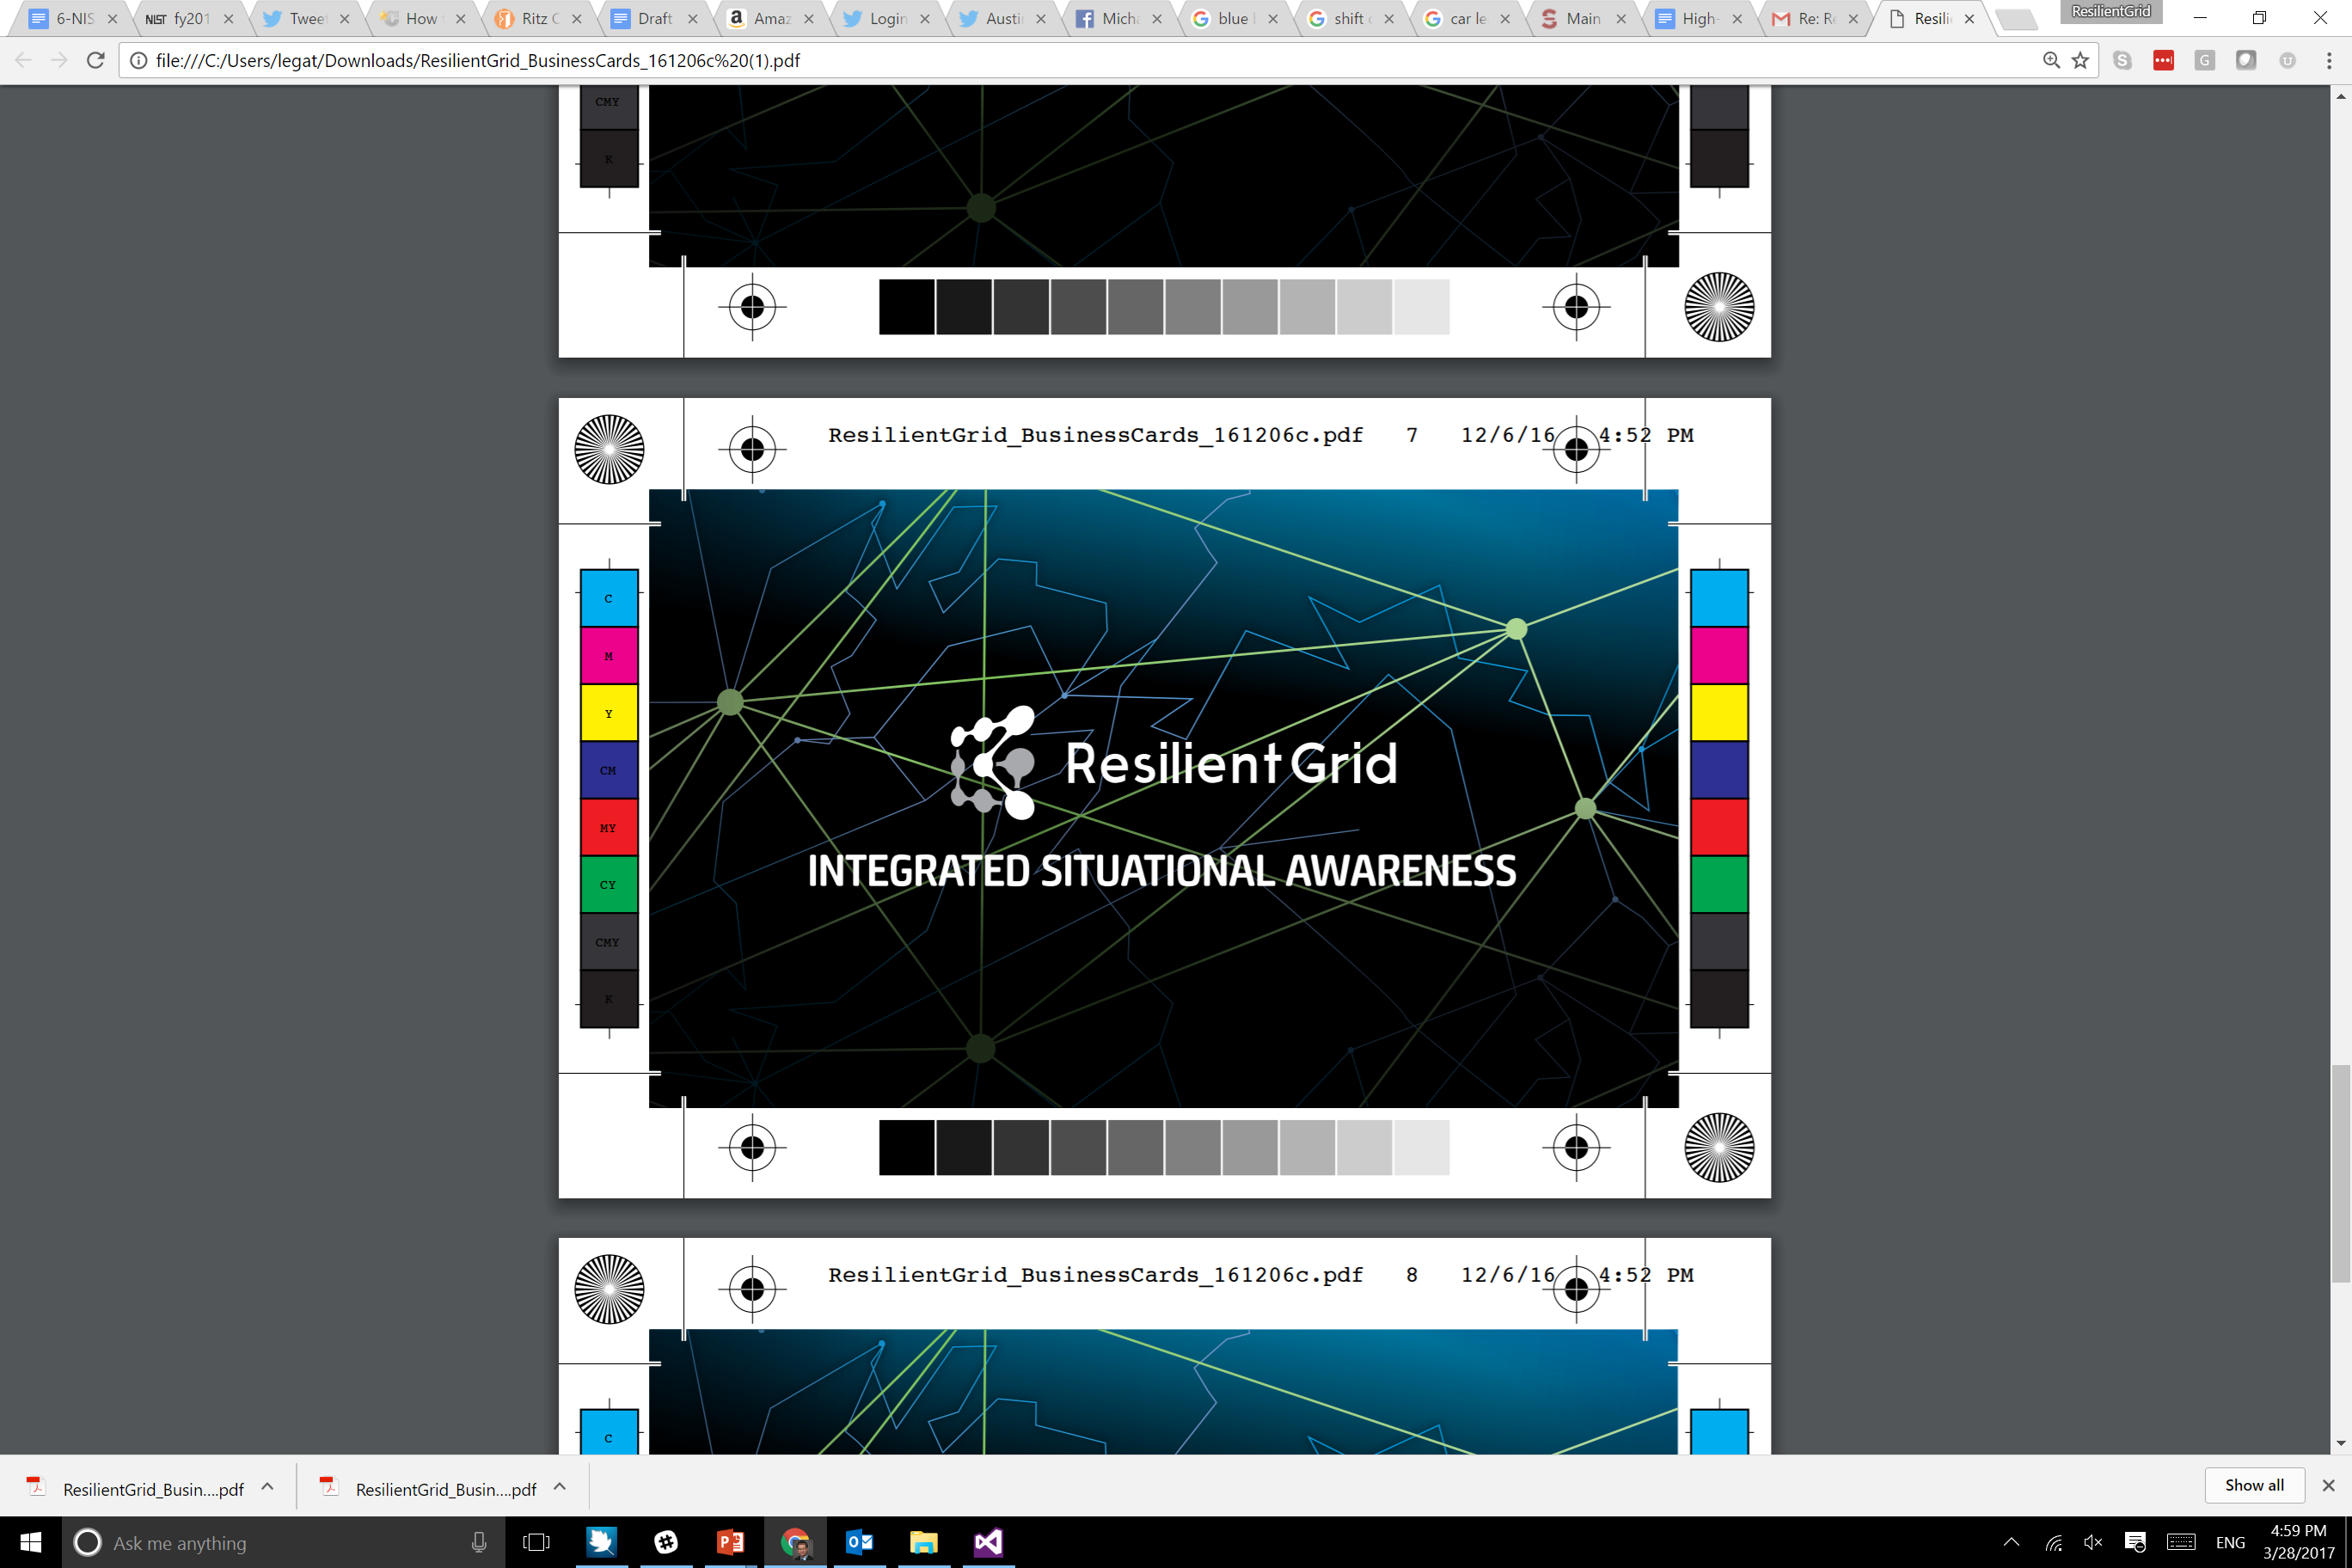 6-NIS
NIST fy201
Twee
How
Ritz C
Draft
Amaz
Login
Austi
Micha
blue
shift
car le
Main
High-
Re: R
Resili
ResilientGrid
file:///C:/Users/legat/Downloads/ResilientGrid_BusinessCards_161206c%20(1).pdf
CMY
K
ResilientGrid_BusinessCards_161206c.pdf 7 12/6/16 4:52 PM
C
M
Y
CM
MY
CY
CMY
K
Resilient Grid
INTEGRATED SITUATIONAL AWARENESS
ResilientGrid_BusinessCards_161206c.pdf 8 12/6/16 4:52 PM
C
ResilientGrid_Busin....pdf
ResilientGrid_Busin....pdf
Show all
Ask me anything
ENG
4:59 PM
3/28/2017